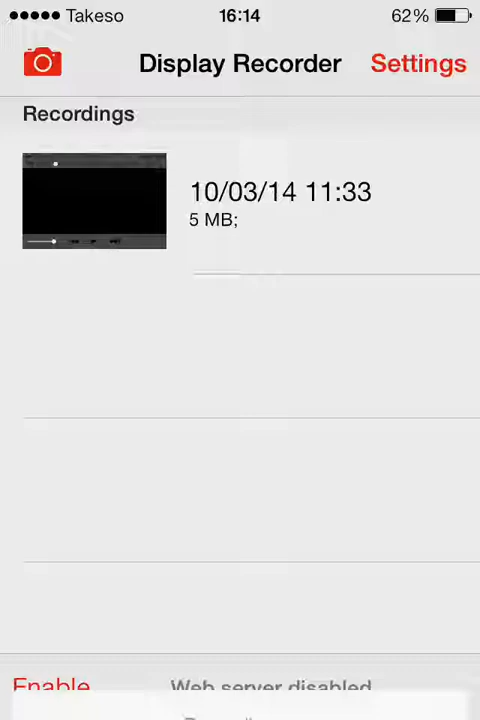 Takeso 16:14 62%
Display Recorder Settings
Recordings
10/03/14 11:33
5 MB;
Enable Web server disabled